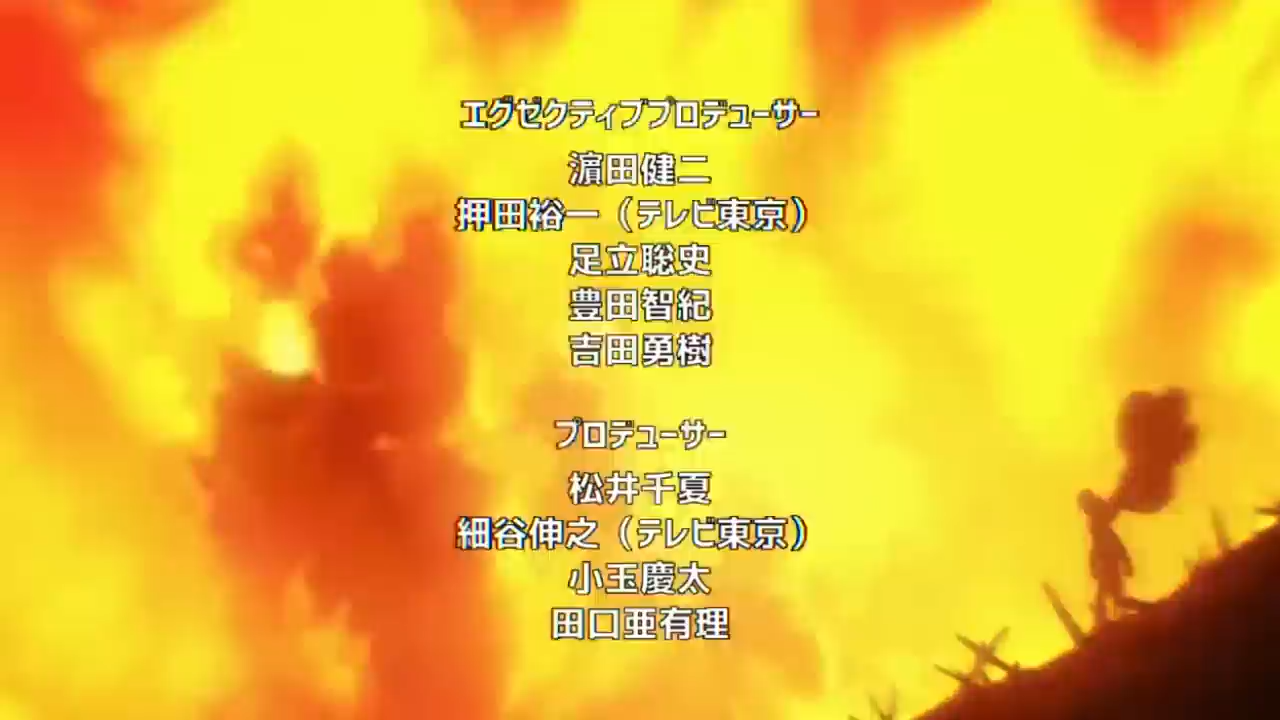 エグゼクティブプロデューサー
濵田健二
押田裕一（テレビ東京）
足立聡史
豊田智紀
吉田勇樹
プロデューサー
松井千夏
細谷伸之（テレビ東京）
小玉慶太
田口亜有理